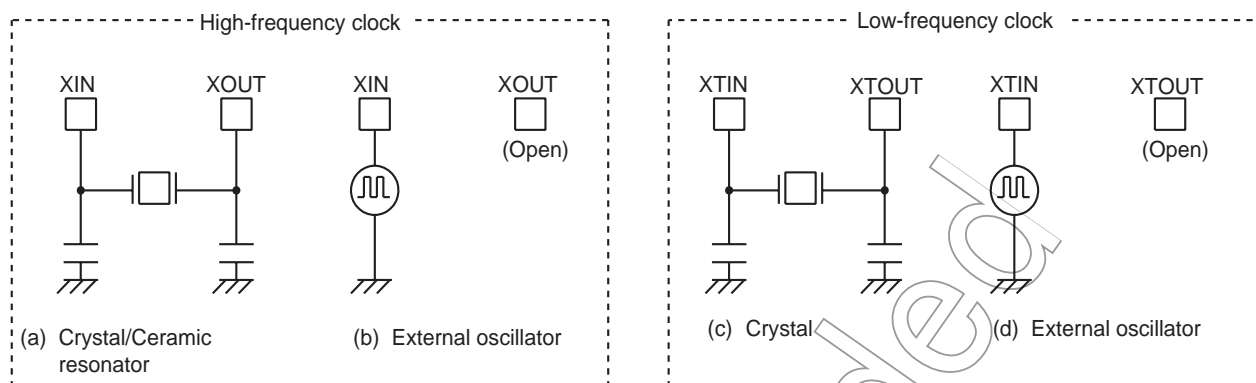 High-frequency clock
XIN
XOUT
XIN
XOUT
(Open)
(a) Crystal/Ceramic
resonator
(b) External oscillator
Low-frequency clock
XTIN
XTOUT
XTIN
XTOUT
(Open)
(c) Crystal
(d) External oscillator
ded